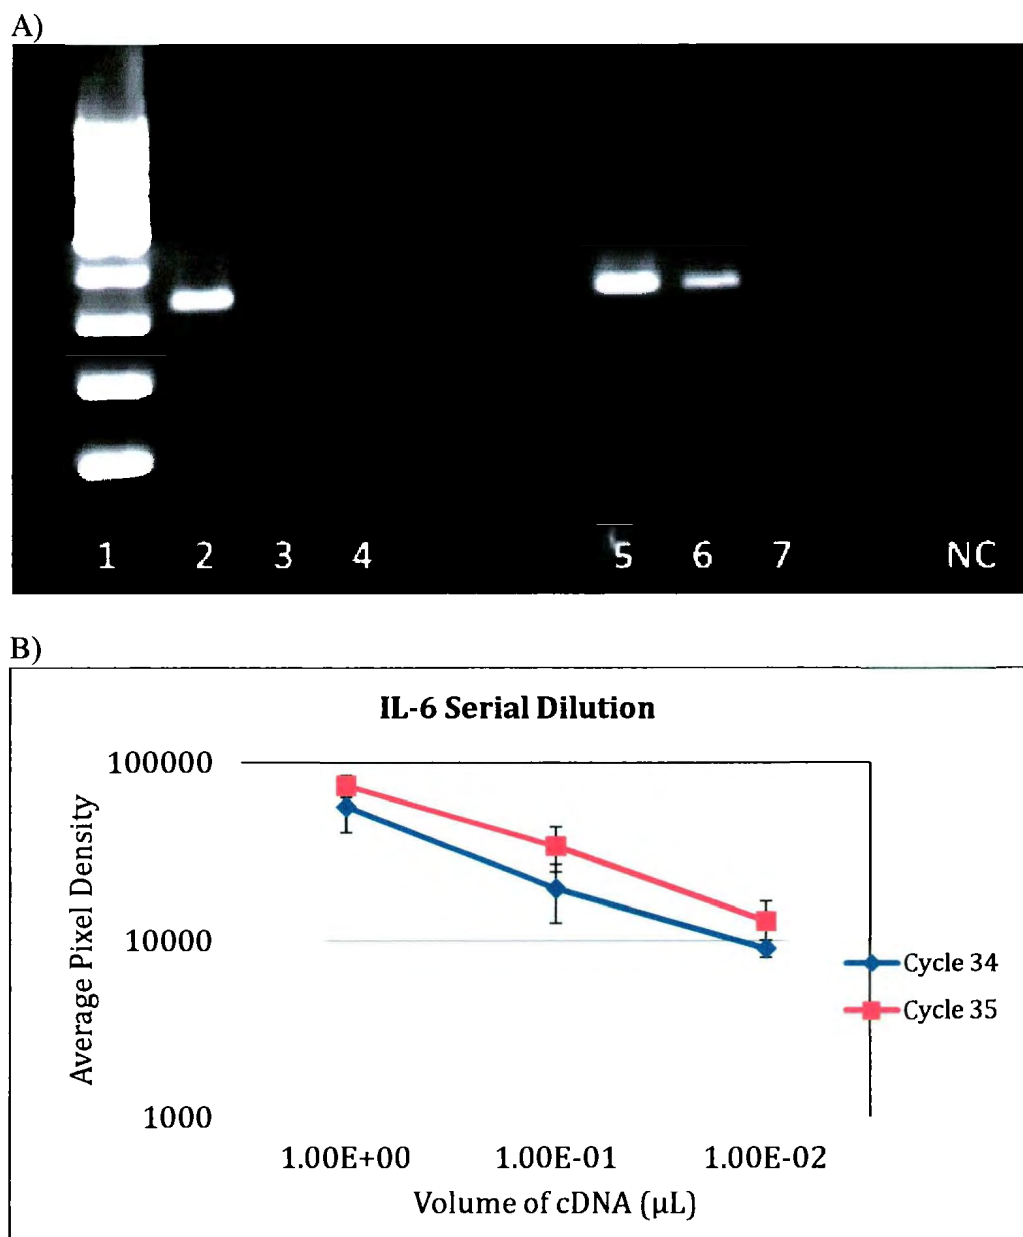 A)
1 2 3 4 5 6 7 NC
B)
IL-6 Serial Dilution
100000
10000
1000
Average Pixel Density
Cycle 34
Cycle 35
1.00E+00 1.00E-01 1.00E-02
Volume of cDNA (µL)